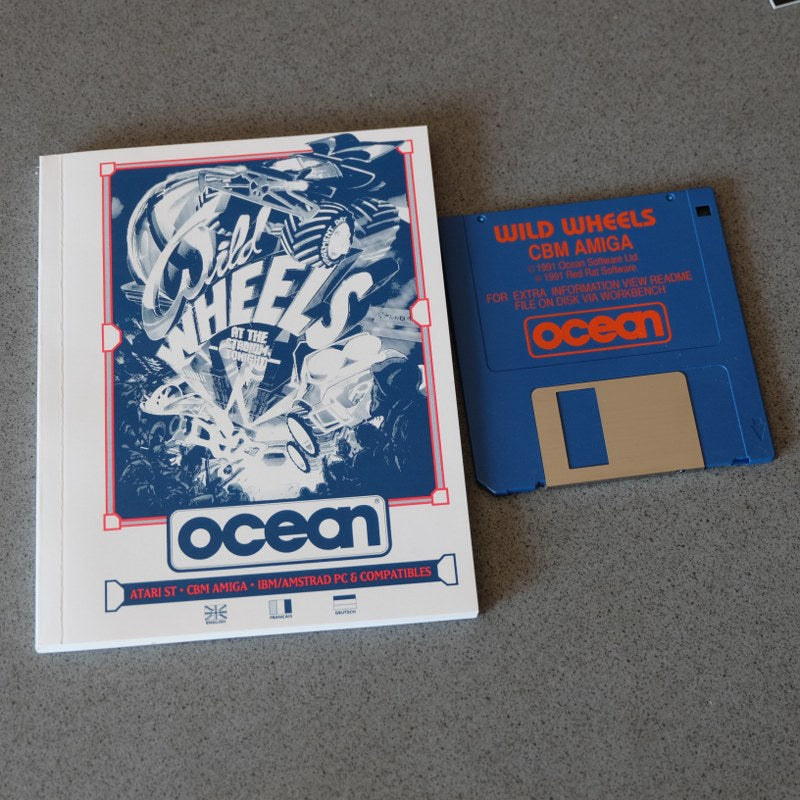 Wild
WHEELS
AT THE
STADIUM
TONIGHT
ocean®
ATARI ST • CBM AMIGA • IBM/AMSTRAD PC & COMPATIBLES
ENGLISH
FRANÇAIS
DEUTSCH
WILD WHEELS
CBM AMIGA
© 1991 Ocean Software Ltd.
© 1991 Red Rat Software.
FOR EXTRA INFORMATION VIEW README
FILE ON DISK VIA WORKBENCH
ocean